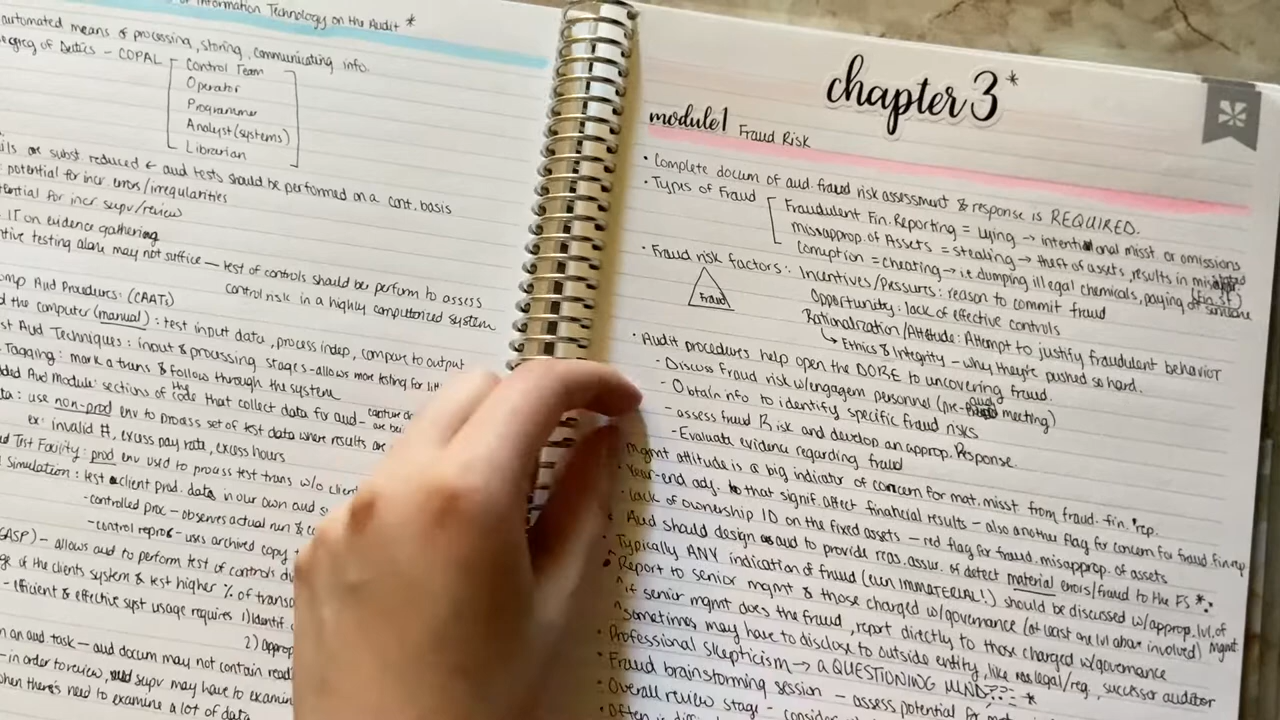 Information Technology on the Audit *
automated means of processing, storing, communicating info.
of Duties - COPAL
Control Team
Operator
Programmer
Analyst (systems)
Librarian
subst. reduced ← aud tests should be performed on a cont. basis
potential for incr. errors/irregularities
for incr supv/review
IT on evidence gathering
testing alone may not suffice — test of controls should be perform to assess
control risk in a highly computerized system
Aud Procedures: (CAATs)
the computer (manual): test input data, process indep, compare to output
Aud Techniques: input & processing stages - allows more testing for
Tagging: mark a trans & follow through the system
Aud Module: sections of the code that collect data for aud -
use non-prod env to process set of test data where results are
ex: invalid #, excess pay rate, excess hours
Test Facility: prod env used to process test trans w/o client
Simulation: test client prod. data in our own and
- controlled proc - observes actual run &
- control reproc - uses archived copy
(GASP) - allows aud to perform test of controls
of the clients system & test higher % of trans
- efficient & effective syst usage requires 1)
2)
an aud. task — aud docum may not contain
- in order to review, supv may have to
when there's need to examine a lot of data
chapter 3*
module 1 Fraud Risk
• Complete docum of aud. fraud risk assessment & response is REQUIRED.
• Types of Fraud
Fraudulent Fin. Reporting = Lying → intentional misst. or omissions
misapprop. of Assets = stealing → theft of assets, results in
Corruption = cheating → i.e dumping illegal chemicals, paying off someone
• Fraud risk factors: Incentives/Pressures: reason to commit fraud
Fraud
Opportunity: lack of effective controls
Rationalization/Attitude: Attempt to justify fraudulent behavior
↳ Ethics & Integrity - why they're pushed so hard.
• Audit procedures help open the DORE to uncovering fraud.
- Discuss fraud risk w/engagem personnel (pre-audit meeting)
- Obtain info to identify specific fraud risks
- assess fraud Risk and develop an approp. Response.
- Evaluate evidence regarding fraud
mgmt attitude is a big indicator of concern for mat. misst from fraud. fin. rep.
• Year-end adj. that signif. affect financial results — also another flag for concern for fraud. fin rep
• lack of ownership ID on the fixed assets — red flag for fraud. misapprop. of assets
• Aud should design aud to provide reas. assur. of detect material errors/fraud to the FS *
• Typically ANY indication of fraud (even IMMATERIAL!) should be discussed w/approp. lvl. of mgmt
• Report to senior mgmt & those charged w/governance (at least one lvl above involved)
^ if senior mgmt does the fraud, report directly to those charged w/governance
^ sometimes may have to disclose to outside entity, like legal/reg, successor auditor
• Professional skepticism → a QUESTIONING MIND
• Fraud brainstorming session — assess potential for
• Overall review stage -
• Often